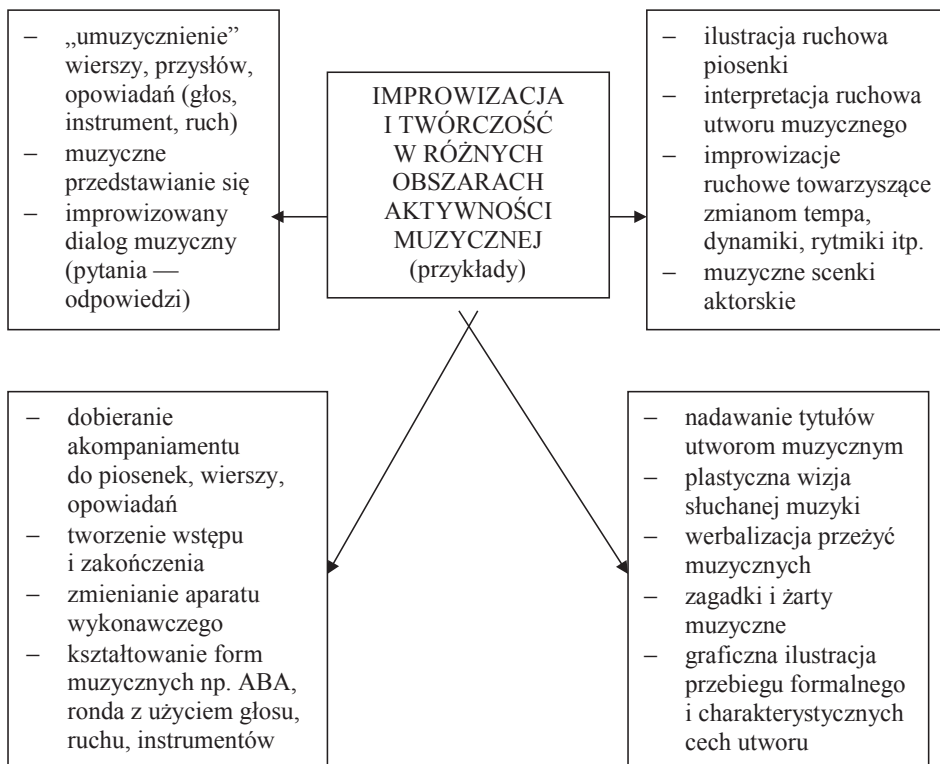 – „umuzycznienie”
wierszy, przysłów,
opowiadań (głos,
instrument, ruch)
– muzyczne
przedstawianie się
– improwizowany
dialog muzyczny
(pytania —
odpowiedzi)
IMPROWIZACJA
I TWÓRCZOŚĆ
W RÓŻNYCH
OBSZARACH
AKTYWNOŚCI
MUZYCZNEJ
(przykłady)
– ilustracja ruchowa
piosenki
– interpretacja ruchowa
utworu muzycznego
– improwizacje
ruchowe towarzyszące
zmianom tempa,
dynamiki, rytmiki itp.
– muzyczne scenki
aktorskie
– dobieranie
akompaniamentu
do piosenek, wierszy,
opowiadań
– tworzenie wstępu
i zakończenia
– zmienianie aparatu
wykonawczego
– kształtowanie form
muzycznych np. ABA,
ronda z użyciem głosu,
ruchu, instrumentów
– nadawanie tytułów
utworom muzycznym
– plastyczna wizja
słuchanej muzyki
– werbalizacja przeżyć
muzycznych
– zagadki i żarty
muzyczne
– graficzna ilustracja
przebiegu formalnego
i charakterystycznych
cech utworu